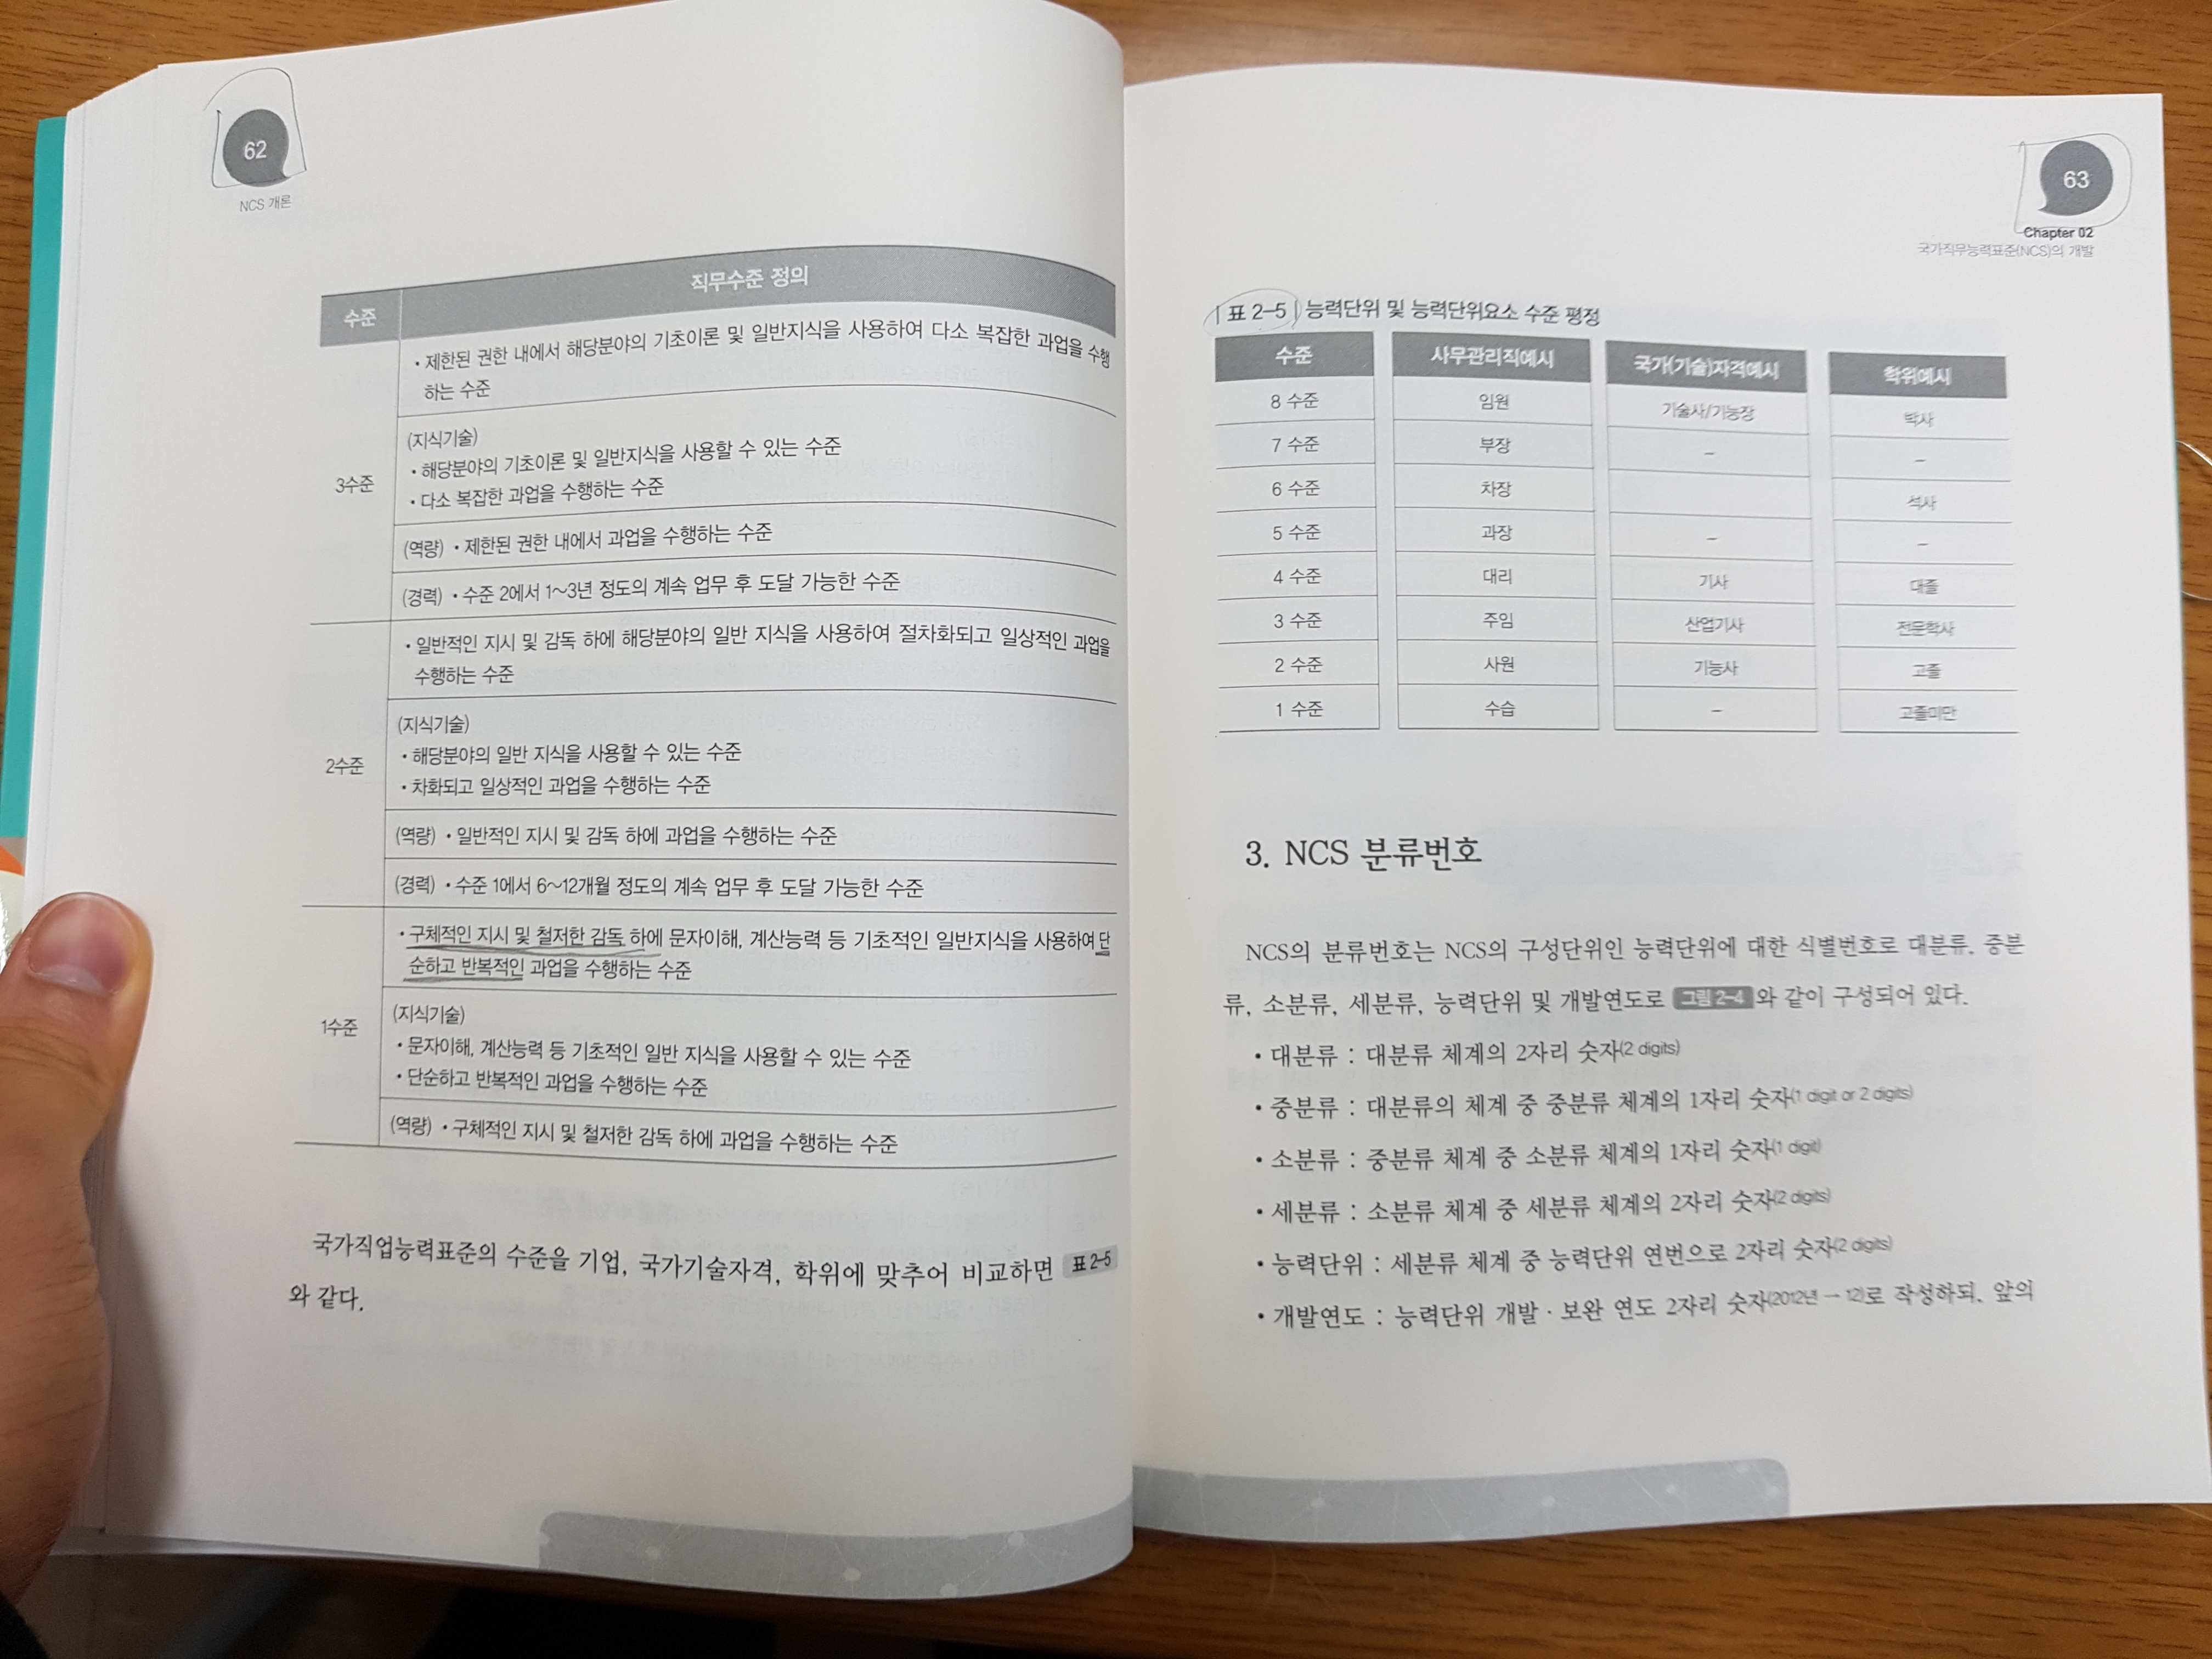 62
NCS 개론
수준
직무수준 정의
3수준
• 제한된 권한 내에서 해당분야의 기초이론 및 일반지식을 사용하여 다소 복잡한 과업을 수행
하는 수준
(지식기술)
• 해당분야의 기초이론 및 일반지식을 사용할 수 있는 수준
• 다소 복잡한 과업을 수행하는 수준
(역량) • 제한된 권한 내에서 과업을 수행하는 수준
(경력) • 수준 2에서 1~3년 정도의 계속 업무 후 도달 가능한 수준
2수준
• 일반적인 지시 및 감독 하에 해당분야의 일반 지식을 사용하여 절차화되고 일상적인 과업을
수행하는 수준
(지식기술)
• 해당분야의 일반 지식을 사용할 수 있는 수준
• 차화되고 일상적인 과업을 수행하는 수준
(역량) • 일반적인 지시 및 감독 하에 과업을 수행하는 수준
(경력) • 수준 1에서 6~12개월 정도의 계속 업무 후 도달 가능한 수준
1수준
• 구체적인 지시 및 철저한 감독 하에 문자이해, 계산능력 등 기초적인 일반지식을 사용하여 단
순하고 반복적인 과업을 수행하는 수준
(지식기술)
• 문자이해, 계산능력 등 기초적인 일반 지식을 사용할 수 있는 수준
• 단순하고 반복적인 과업을 수행하는 수준
(역량) • 구체적인 지시 및 철저한 감독 하에 과업을 수행하는 수준
국가직업능력표준의 수준을 기업, 국가기술자격, 학위에 맞추어 비교하면 표 2-5
와 같다.
63
Chapter 02
국가직무능력표준(NCS)의 개발
| 표 2-5 | 능력단위 및 능력단위요소 수준 평정
수준 사무관리직예시 국가(기술)자격예시 학위예시
8 수준 임원 기술사/기능장 박사
7 수준 부장 - -
6 수준 차장 석사
5 수준 과장 - -
4 수준 대리 기사 대졸
3 수준 주임 산업기사 전문학사
2 수준 사원 기능사 고졸
1 수준 수습 - 고졸미만
3. NCS 분류번호
NCS의 분류번호는 NCS의 구성단위인 능력단위에 대한 식별번호로 대분류, 중분
류, 소분류, 세분류, 능력단위 및 개발연도로 그림 2-4 와 같이 구성되어 있다.
• 대분류 : 대분류 체계의 2자리 숫자(2 digits)
• 중분류 : 대분류의 체계 중 중분류 체계의 1자리 숫자(1 digit or 2 digits)
• 소분류 : 중분류 체계 중 소분류 체계의 1자리 숫자(1 digit)
• 세분류 : 소분류 체계 중 세분류 체계의 2자리 숫자(2 digits)
• 능력단위 : 세분류 체계 중 능력단위 연번으로 2자리 숫자(2 digits)
• 개발연도 : 능력단위 개발 · 보완 연도 2자리 숫자(2012년 → 12)로 작성하되, 앞의